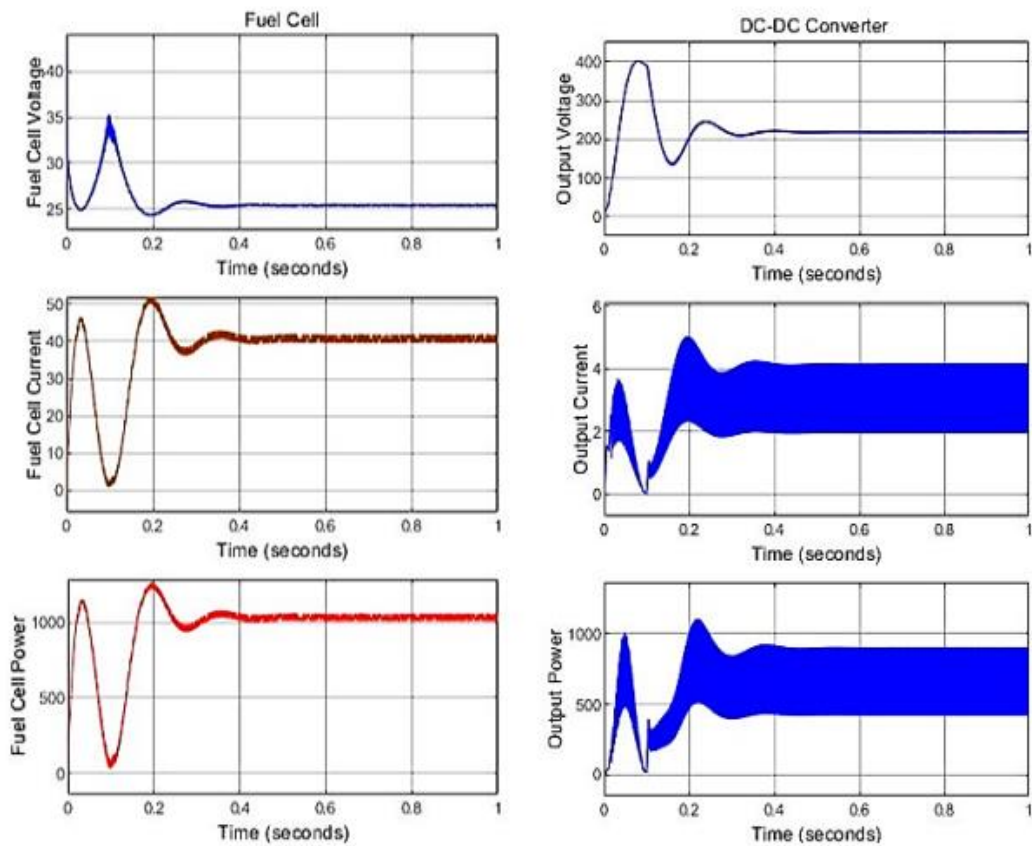 Fuel Cell
Fuel Cell Voltage
40
35
30
25
0 0.2 0.4 0.6 0.8 1
Time (seconds)
Fuel Cell Current
50
40
30
20
10
0
0 0.2 0.4 0.6 0.8 1
Time (seconds)
Fuel Cell Power
1000
500
0
0 0.2 0.4 0.6 0.8 1
Time (seconds)
DC-DC Converter
Output Voltage
400
300
200
100
0
0 0.2 0.4 0.6 0.8 1
Time (seconds)
Output Current
6
4
2
0
0 0.2 0.4 0.6 0.8 1
Time (seconds)
Output Power
1000
500
0
0 0.2 0.4 0.6 0.8 1
Time (seconds)